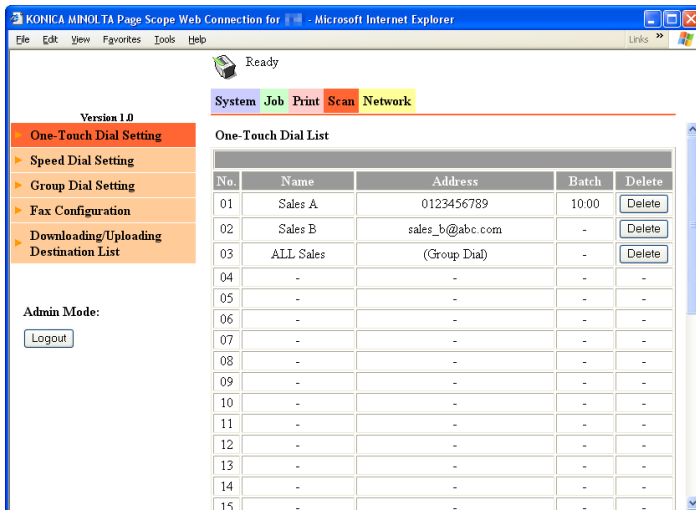 KONICA MINOLTA Page Scope Web Connection for - Microsoft Internet Explorer
File Edit View Favorites Tools Help Links »
Ready
System Job Print Scan Network
Version 1.0
One-Touch Dial Setting
Speed Dial Setting
Group Dial Setting
Fax Configuration
Downloading/Uploading
Destination List
Admin Mode:
Logout
One-Touch Dial List
No. Name Address Batch Delete
01 Sales A 0123456789 10:00 Delete
02 Sales B sales_b@abc.com - Delete
03 ALL Sales (Group Dial) - Delete
04 - - - -
05 - - - -
06 - - - -
07 - - - -
08 - - - -
09 - - - -
10 - - - -
11 - - - -
12 - - - -
13 - - - -
14 - - - -
15 - - - -